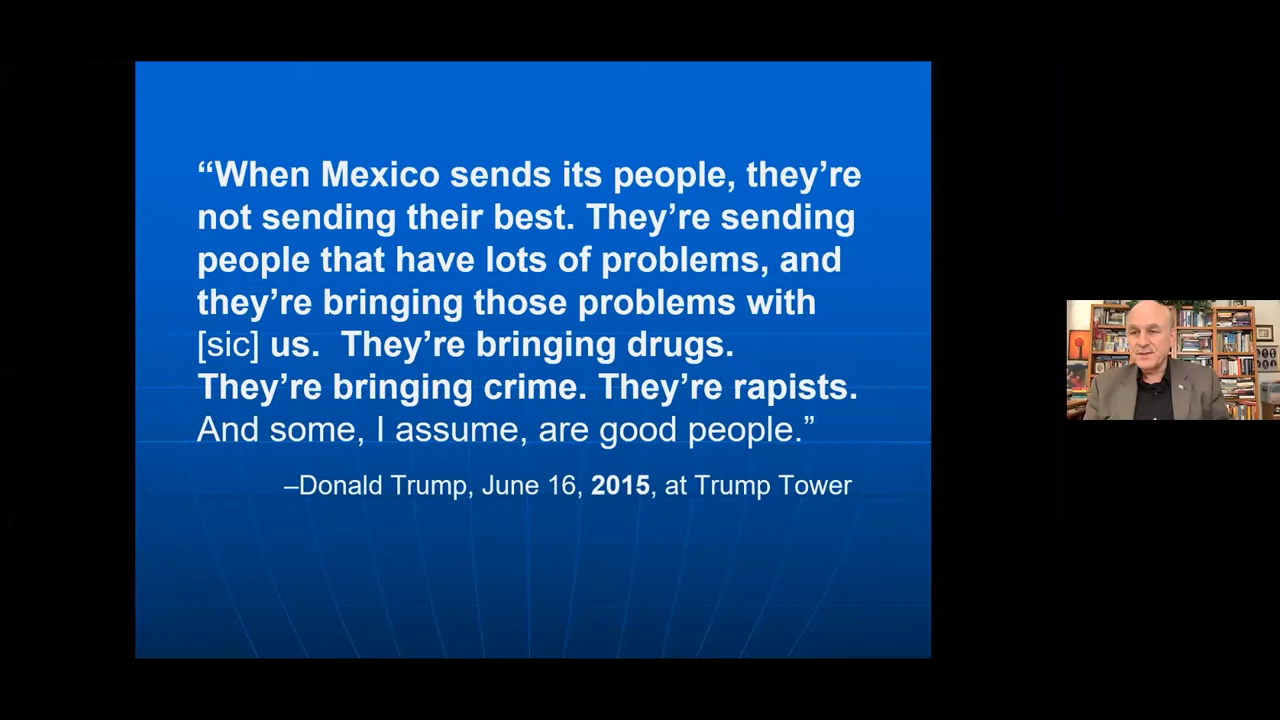 “When Mexico sends its people, they’re
not sending their best. They’re sending
people that have lots of problems, and
they’re bringing those problems with
[sic] us.  They’re bringing drugs.
They’re bringing crime. They’re rapists.
And some, I assume, are good people.”
–Donald Trump, June 16, 2015, at Trump Tower